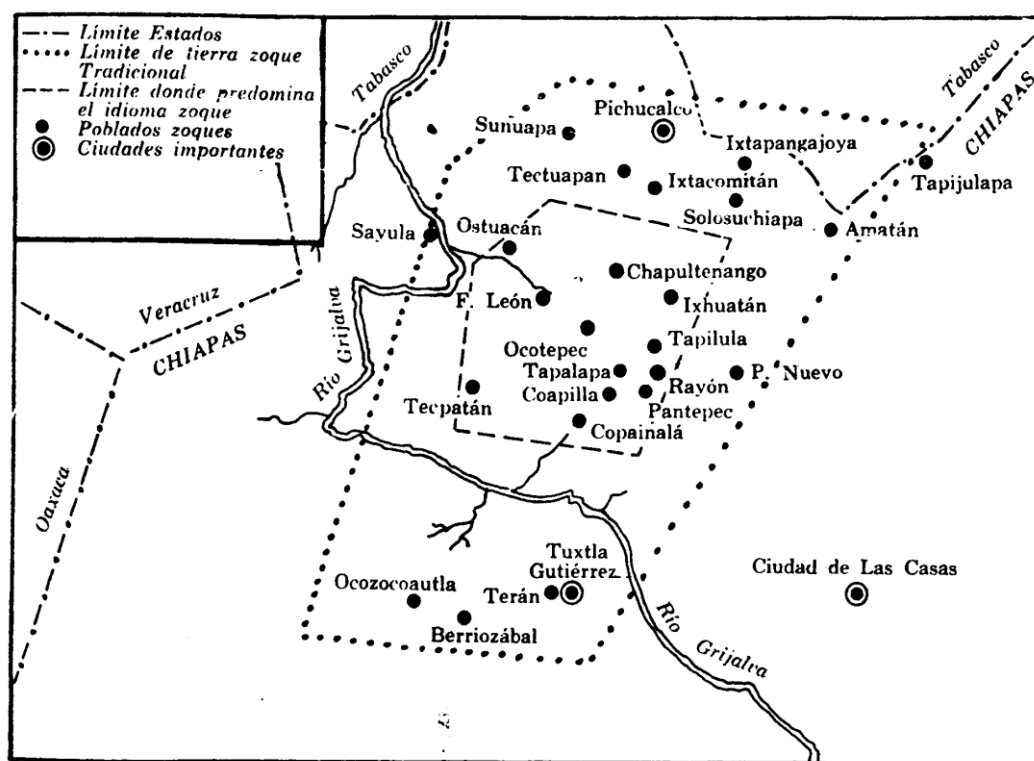 Límite Estados
Límite de tierra zoque
Tradicional
Límite donde predomina
el idioma zoque
Poblados zoques
Ciudades importantes
Tabasco
Tabasco
CHIAPAS
Pichucalco
Sunuapa
Ixtapangajoya
Tectuapan
Ixtacomitán
Tapijulapa
Solosuchiapa
Sayula
Ostuacán
Amatán
Chapultenango
F. León
Ixhuatán
Veracruz
CHIAPAS
Río Grijalva
Ocotepec
Tapilula
Tapalapa
Rayón
P. Nuevo
Tecpatán
Coapilla
Pantepec
Copainalá
Oaxaca
Tuxtla
Gutiérrez
Ciudad de Las Casas
Ocozocoautla
Terán
Berriozábal
Río Grijalva